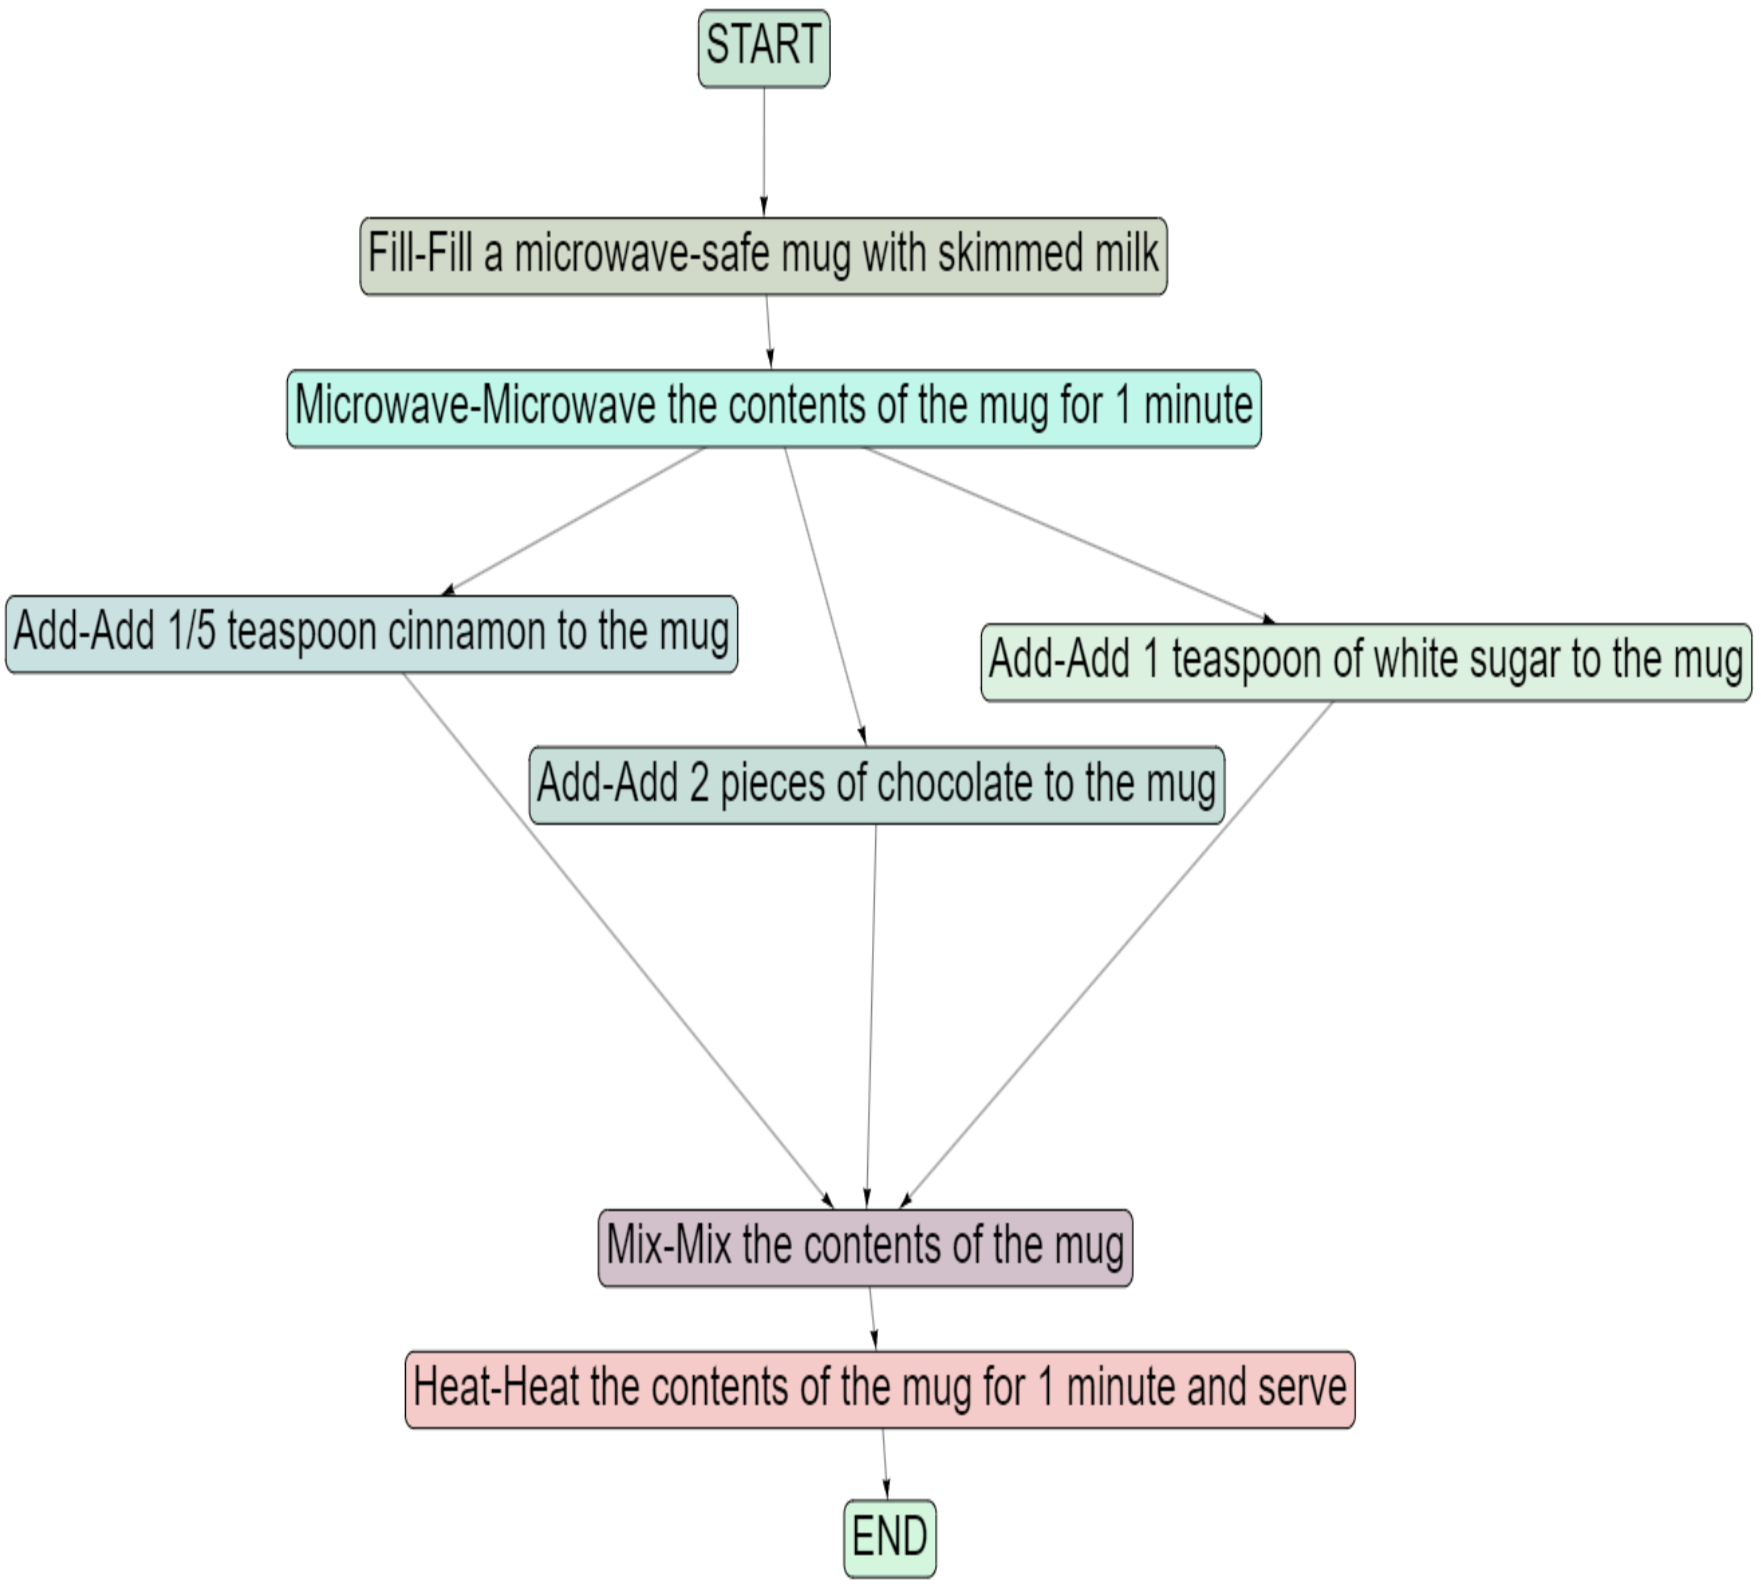 START
Fill-Fill a microwave-safe mug with skimmed milk
Microwave-Microwave the contents of the mug for 1 minute
Add-Add 1/5 teaspoon cinnamon to the mug
Add-Add 1 teaspoon of white sugar to the mug
Add-Add 2 pieces of chocolate to the mug
Mix-Mix the contents of the mug
Heat-Heat the contents of the mug for 1 minute and serve
END